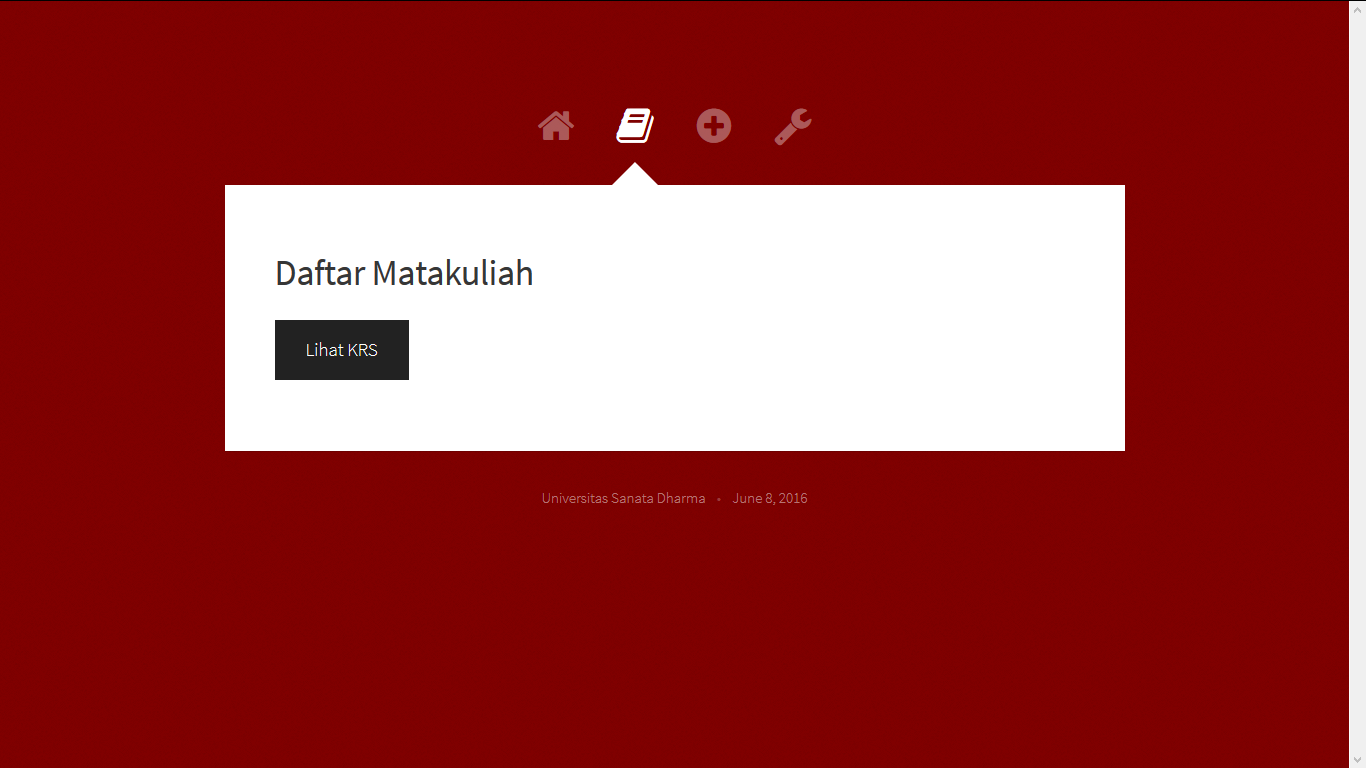 Daftar Matakuliah
Lihat KRS
Universitas Sanata Dharma • June 8, 2016